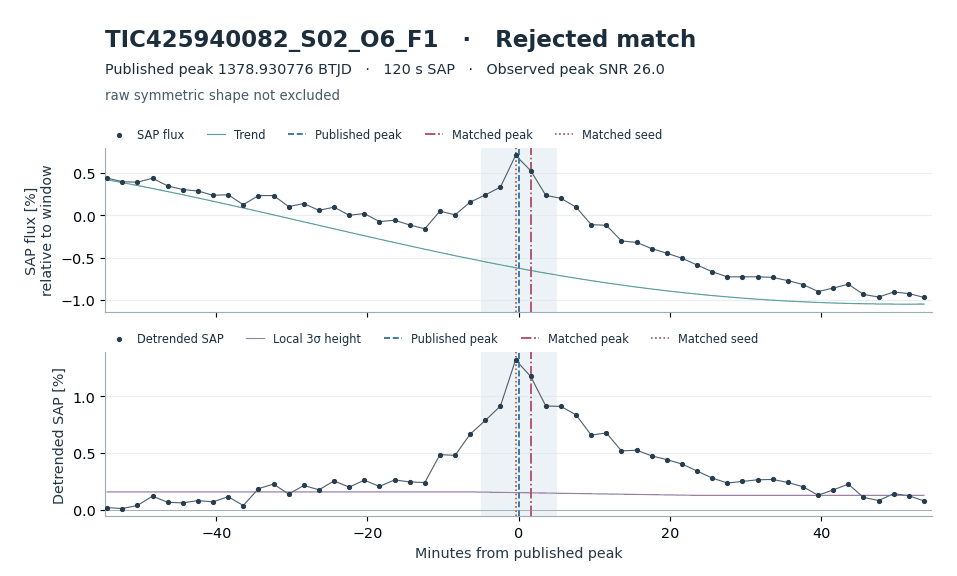 TIC425940082_S02_O6_F1 · Rejected match
Published peak 1378.930776 BTJD · 120 s SAP · Observed peak SNR 26.0
raw symmetric shape not excluded
SAP flux Trend Published peak Matched peak Matched seed
SAP flux [%]
relative to window
0.5
0.0
−0.5
−1.0
Detrended SAP Local 3σ height Published peak Matched peak Matched seed
Detrended SAP [%]
1.0
0.5
0.0
−40 −20 0 20 40
Minutes from published peak